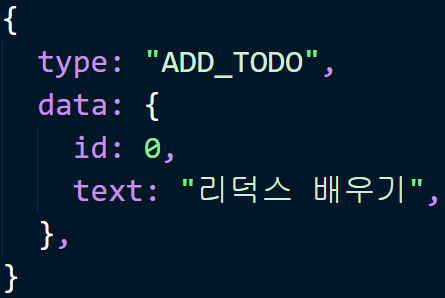 {
  type: "ADD_TODO",
  data: {
    id: 0,
    text: "리덕스 배우기",
  },
}